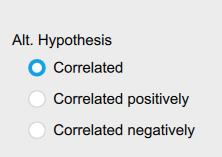 Alt. Hypothesis
Correlated
Correlated positively
Correlated negatively